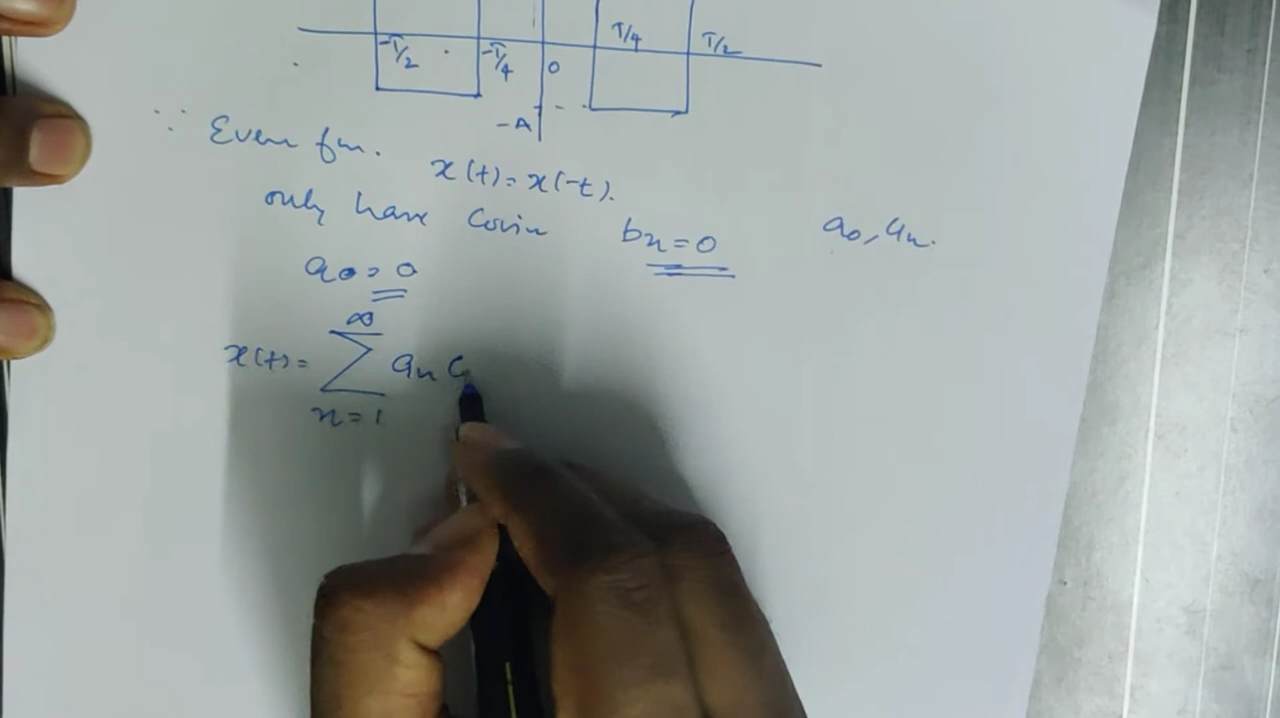 T/4 T/2
-T/2 -T/4 0
-A
∵ Even fn. x(t)=x(-t).
only have Cosin bn=0 a0, an.
a0=0
∞
x(t)= ∑ an C
n=1